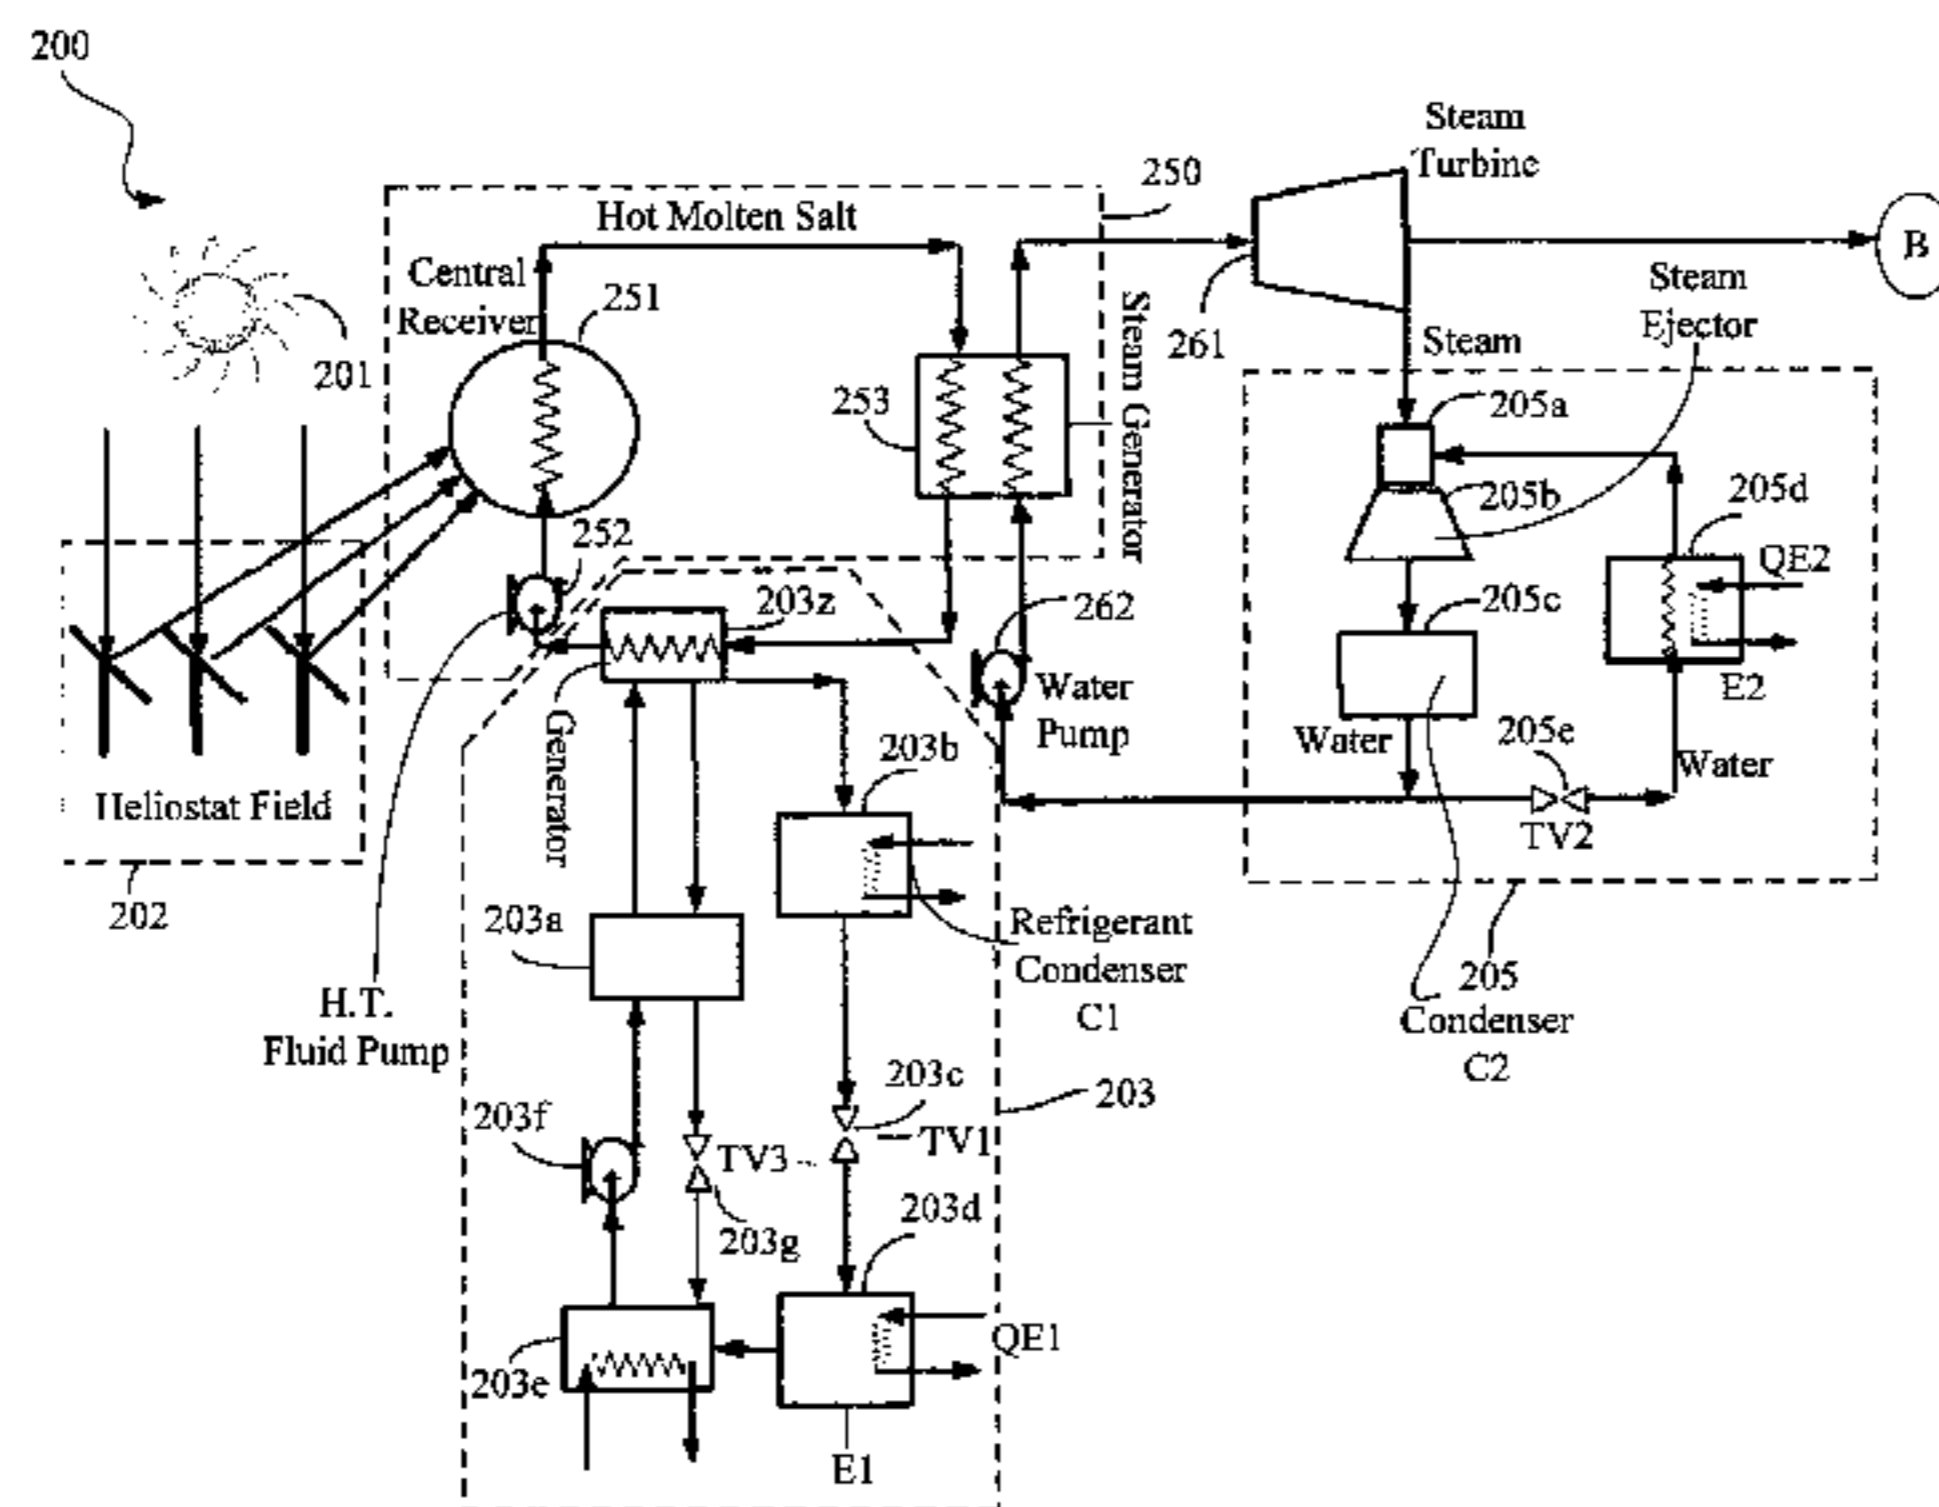 200
Steam
Turbine
250
Hot Molten Salt
B
Central
Receiver
251
Steam
Ejector
261
Steam
201
Steam Generator
253
205a
205b
205d
252
QE2
203z
262
205c
Water
Pump
E2
Generator
203b
Water
205e
Water
Heliostat Field
TV2
202
203a
Refrigerant
Condenser
C1
205
Condenser
C2
H.T.
Fluid Pump
203c
203
203f
TV3
TV1
203d
203g
QE1
203e
E1